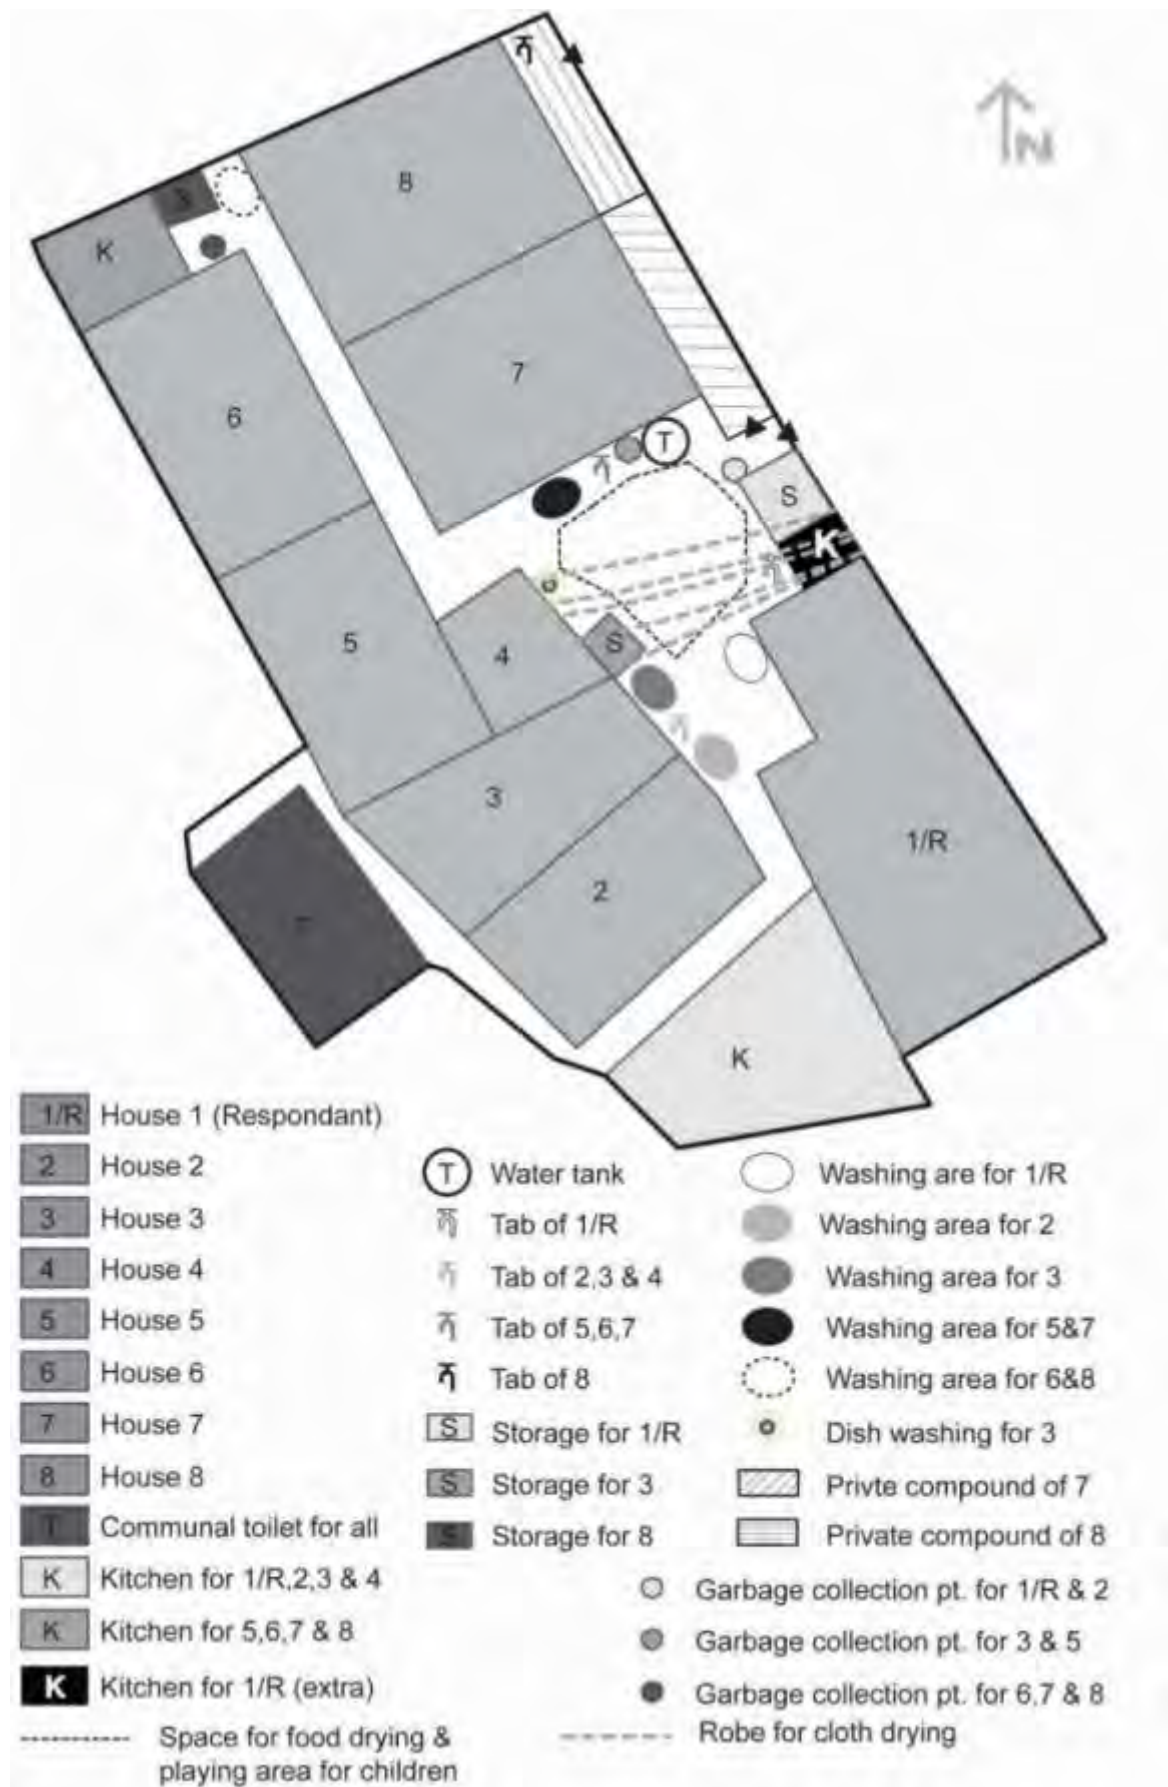 N
8
S
K
7
6
T
S
K
5
4
S
3
1/R
2
T
K
1/R House 1 (Respondant)
2 House 2
3 House 3
4 House 4
5 House 5
6 House 6
7 House 7
8 House 8
T Communal toilet for all
K Kitchen for 1/R,2,3 & 4
K Kitchen for 5,6,7 & 8
K Kitchen for 1/R (extra)
Space for food drying &
playing area for children
T Water tank
Tab of 1/R
Tab of 2,3 & 4
Tab of 5,6,7
Tab of 8
S Storage for 1/R
S Storage for 3
S Storage for 8
Washing are for 1/R
Washing area for 2
Washing area for 3
Washing area for 5&7
Washing area for 6&8
Dish washing for 3
Privte compound of 7
Private compound of 8
Garbage collection pt. for 1/R & 2
Garbage collection pt. for 3 & 5
Garbage collection pt. for 6,7 & 8
Robe for cloth drying